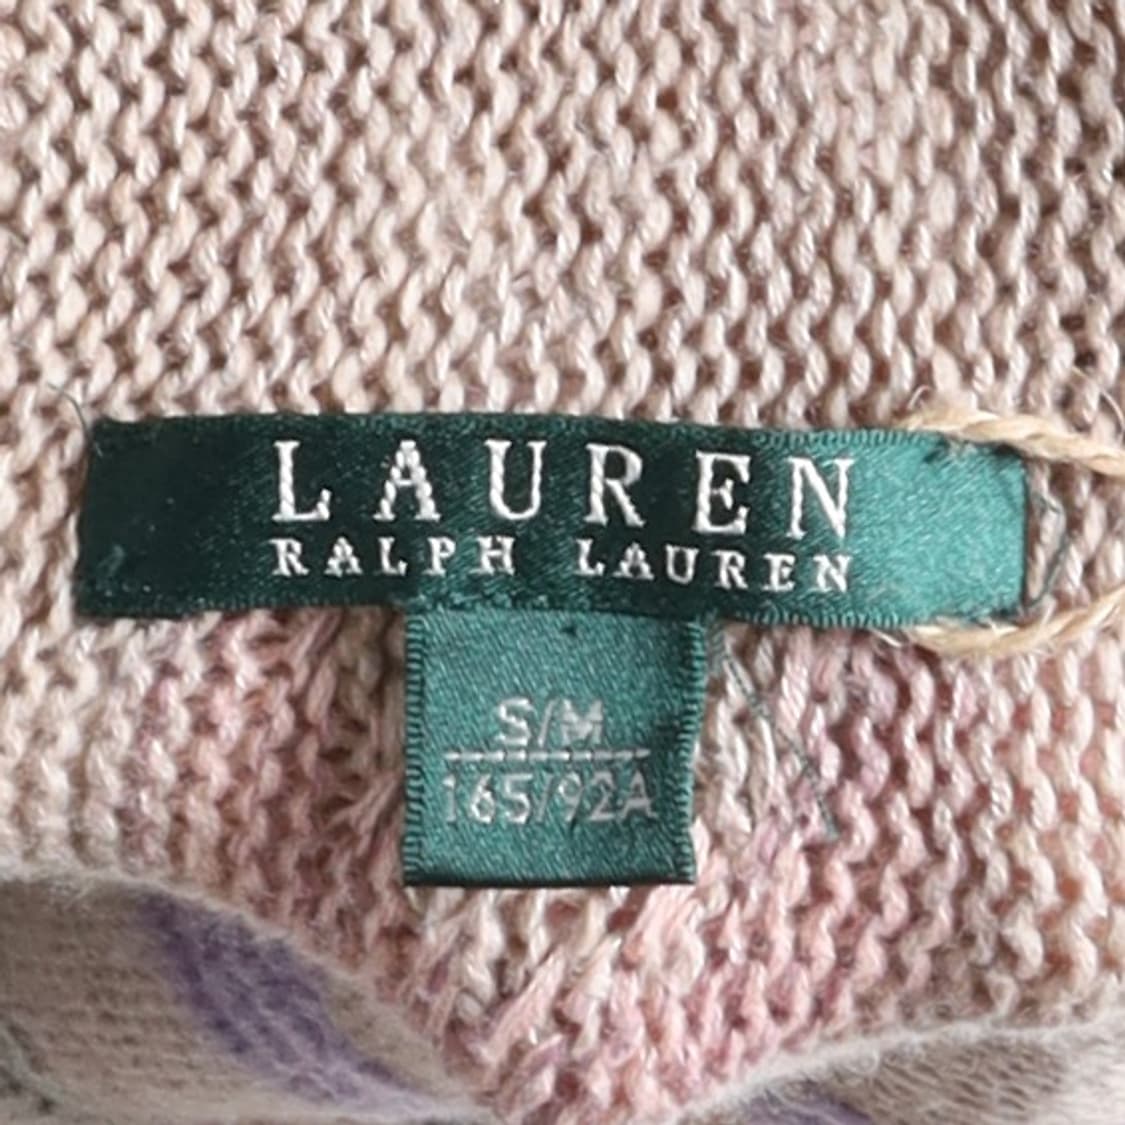 LAUREN
RALPH LAUREN
S/M
165/92A